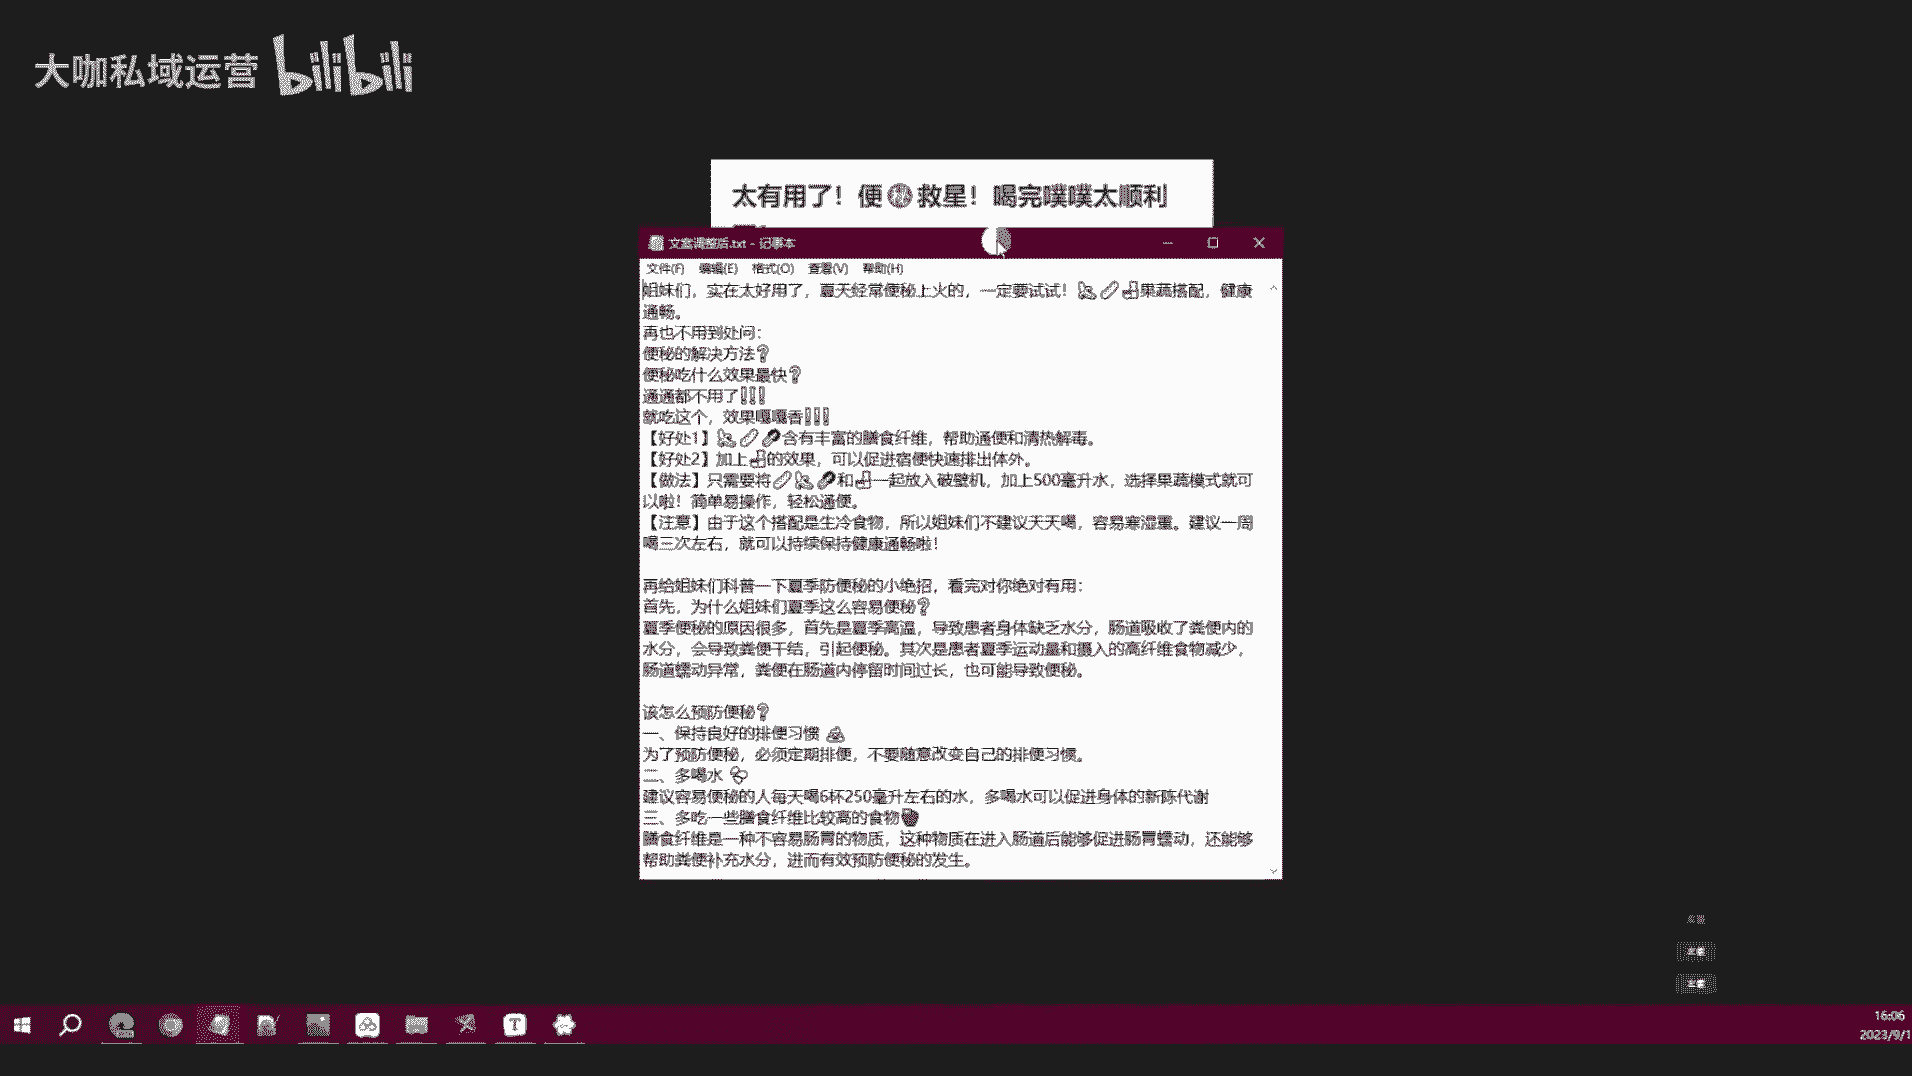 大咖私域运营 bilibili
太有用了！便㊙救星！喝完噗噗太顺利
文案调整后.txt - 记事本
文件(F) 编辑(E) 格式(O) 查看(V) 帮助(H)
姐妹们，实在太好用了，夏天经常便秘上火的，一定要试试！🍌🥒🍏果蔬搭配，健康
通畅。
再也不用到处问：
便秘的解决方法❓
便秘吃什么效果最快❓
通通都不用了‼️❗
就吃这个，效果嘎嘎香‼️❗
【好处1】含有丰富的膳食纤维，帮助通便和清热解毒。
【好处2】加上的效果，可以促进宿便快速排出体外。
【做法】只需要将和一起放入破壁机，加上500毫升水，选择果蔬模式就可
以啦！简单易操作，轻松通便。
【注意】由于这个搭配是生冷食物，所以姐妹们不建议天天喝，容易寒湿重。建议一周
喝三次左右，就可以持续保持健康通畅啦！
再给姐妹们科普一下夏季防便秘的小绝招，看完对你绝对有用：
首先，为什么姐妹们夏季这么容易便秘❓
夏季便秘的原因很多，首先是夏季高温，导致患者身体缺乏水分，肠道吸收了粪便内的
水分，会导致粪便干结，引起便秘。其次是患者夏季运动量和摄入的高纤维食物减少，
肠道蠕动异常，粪便在肠道内停留时间过长，也可能导致便秘。
该怎么预防便秘❓
一、保持良好的排便习惯 💩
为了预防便秘，必须定期排便，不要随意改变自己的排便习惯。
二、多喝水
建议容易便秘的人每天喝6杯250毫升左右的水，多喝水可以促进身体的新陈代谢
三、多吃一些膳食纤维比较高的食物
膳食纤维是一种不容易肠胃的物质，这种物质在进入肠道后能够促进肠胃蠕动，还能够
帮助粪便补充水分，进而有效预防便秘的发生。
16:06
2023/9/1